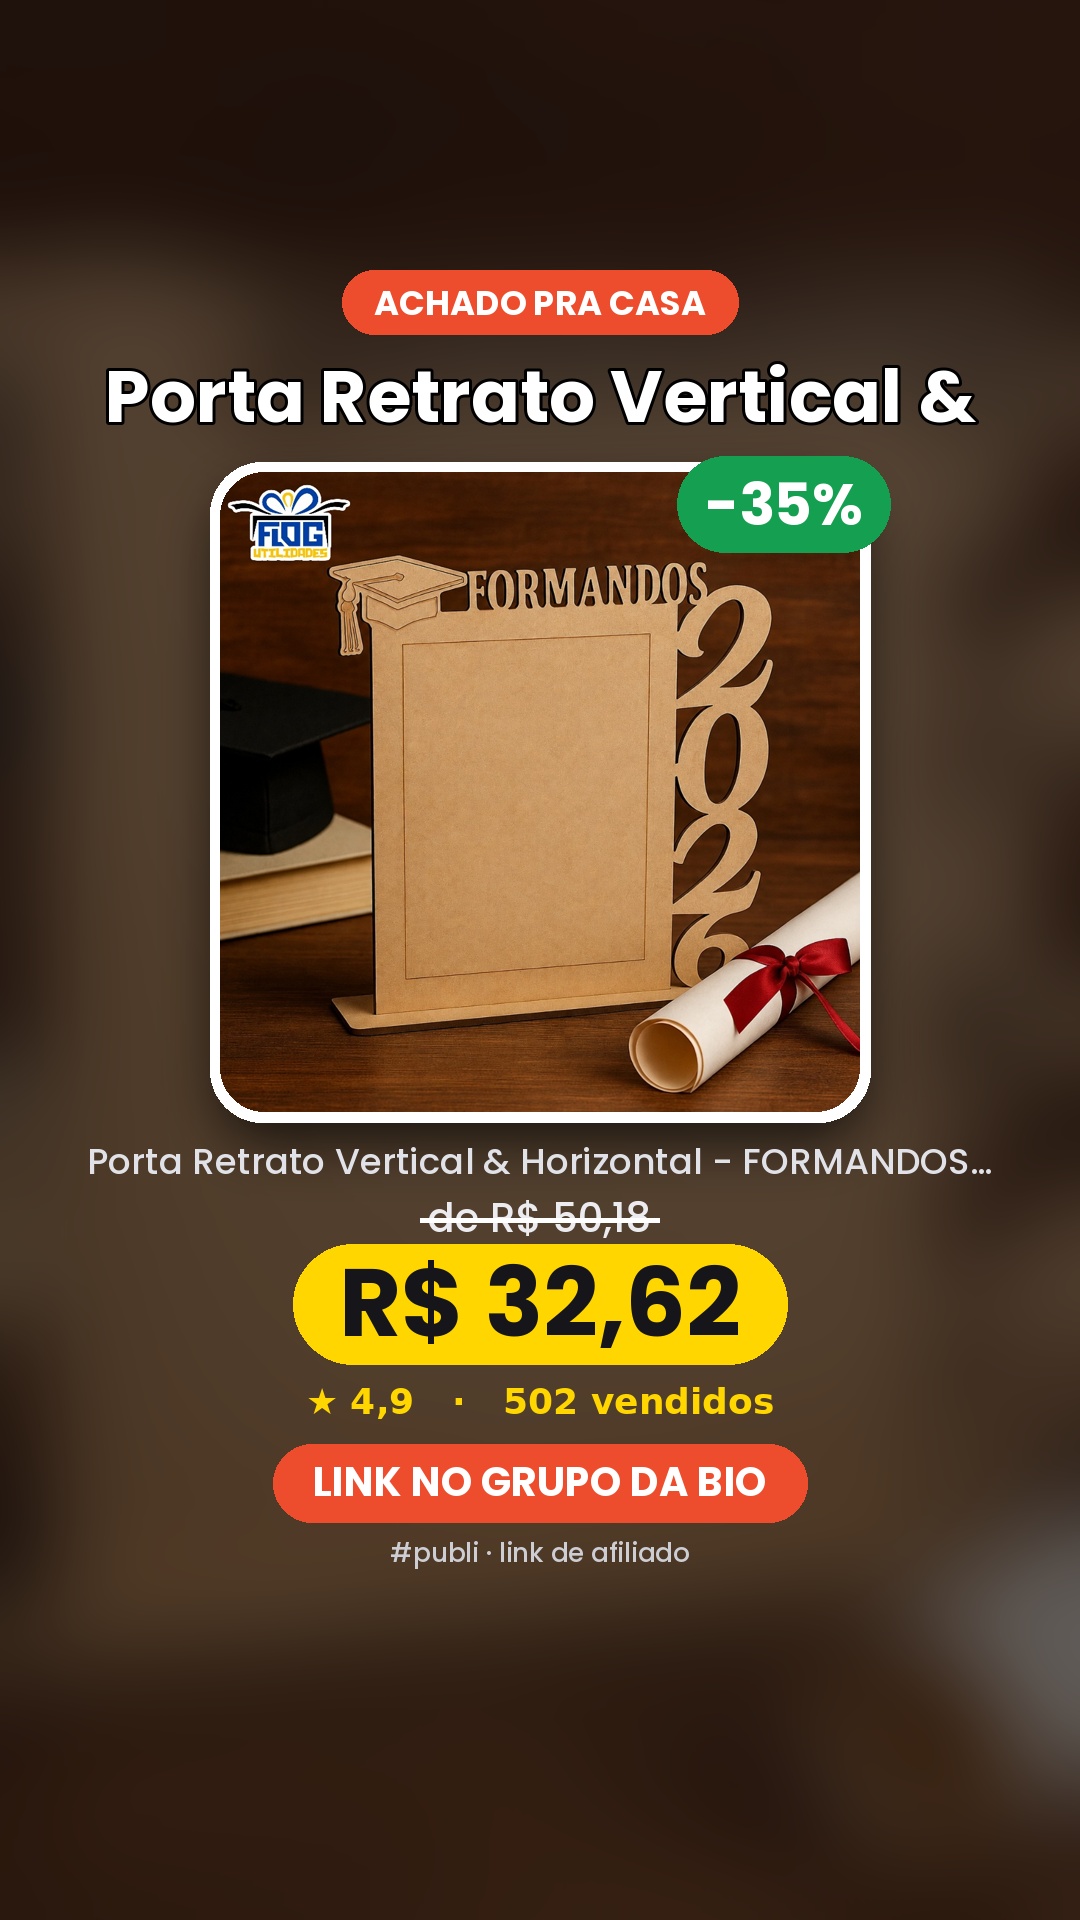 ACHADO PRA CASA
Porta Retrato Vertical &
-35%
FLOG
UTILIDADES
FORMANDOS
2026
Porta Retrato Vertical & Horizontal - FORMANDOS...
de R$ 50,18
R$ 32,62
★ 4,9 · 502 vendidos
LINK NO GRUPO DA BIO
#publi · link de afiliado